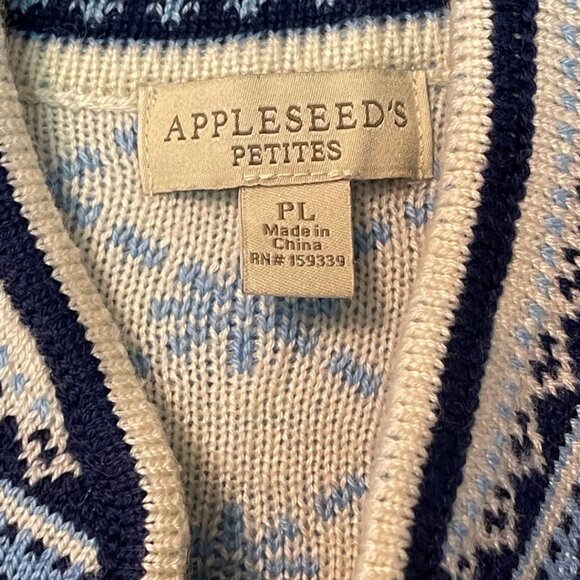 APPLESEED'S
PETITES
PL
Made in
China
RN# 159339